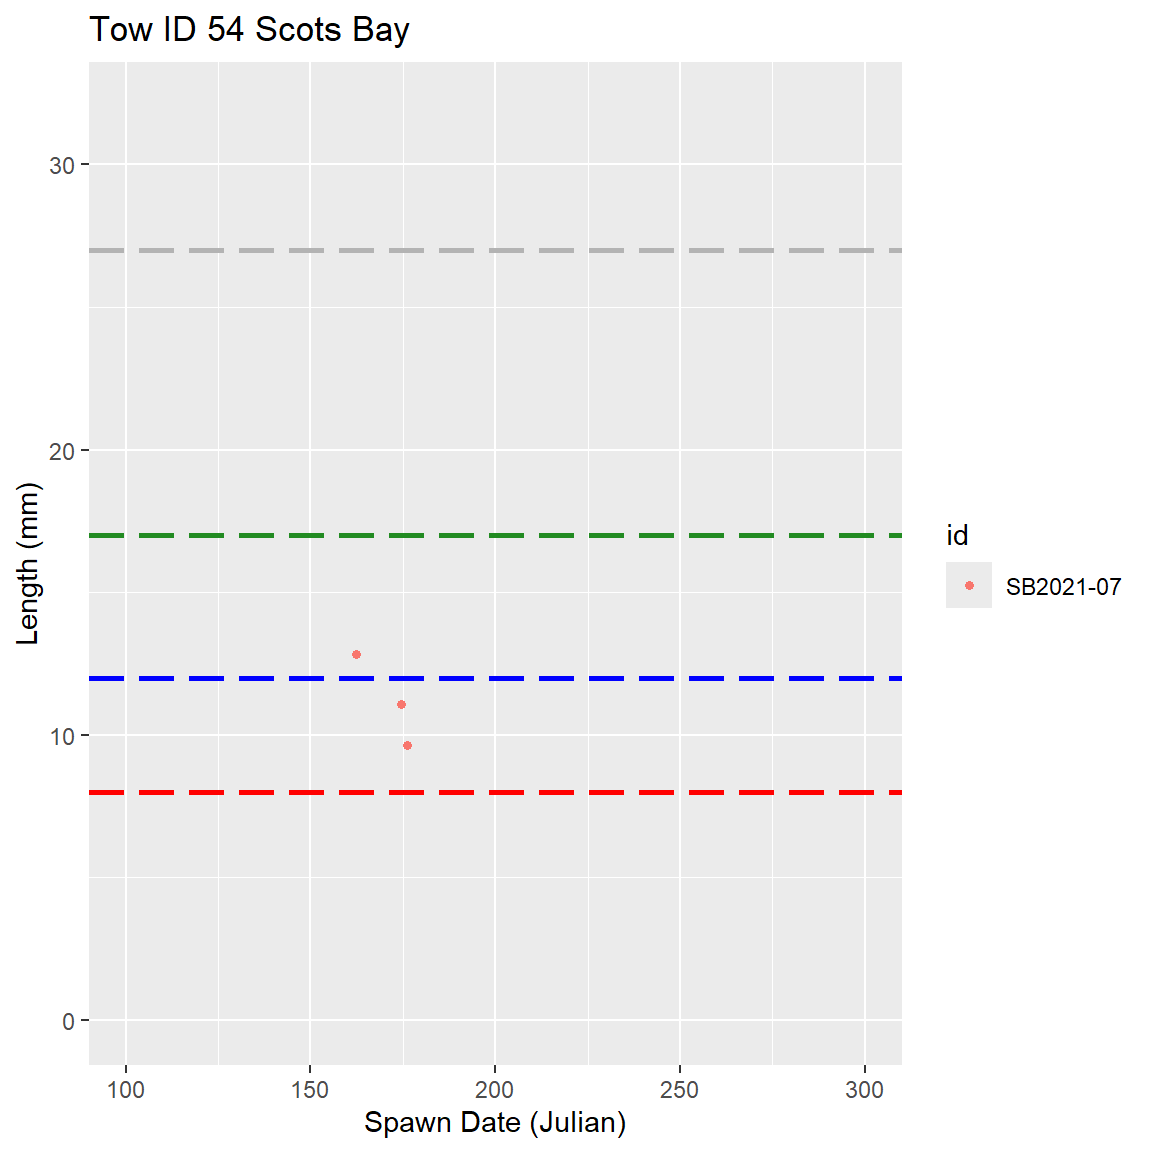 Tow ID 54 Scots Bay
30
20
10
0
Length (mm)
100 150 200 250 300
Spawn Date (Julian)
id
SB2021-07